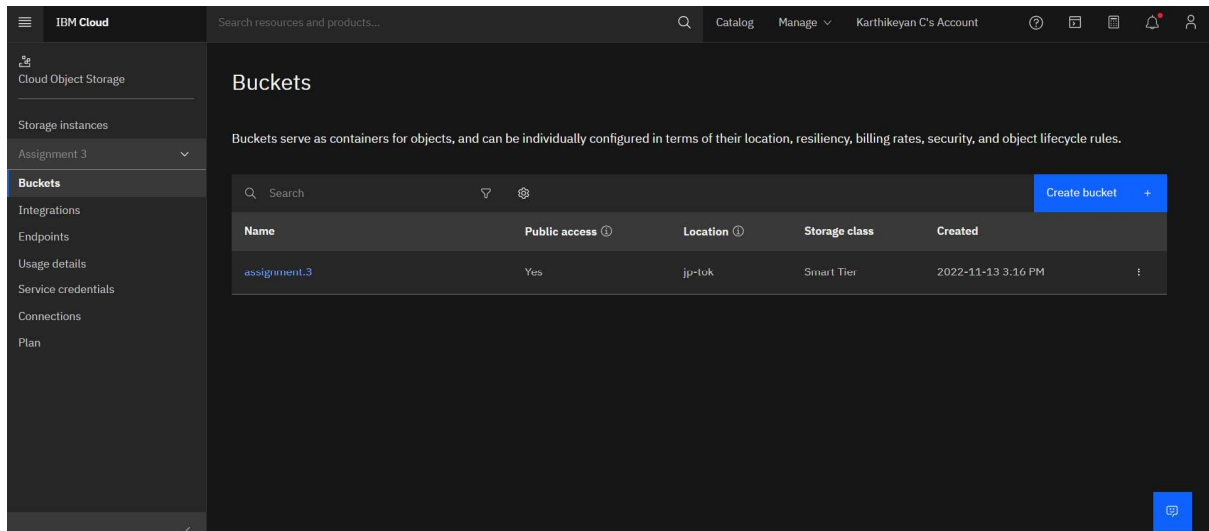 IBM Cloud
Search resources and products...
Catalog
Manage
Karthikeyan C's Account
Cloud Object Storage
Storage instances
Assignment 3
Buckets
Integrations
Endpoints
Usage details
Service credentials
Connections
Plan
Buckets
Buckets serve as containers for objects, and can be individually configured in terms of their location, resiliency, billing rates, security, and object lifecycle rules.
Search
Create bucket +
Name Public access Location Storage class Created
assignment.3 Yes jp-tok Smart Tier 2022-11-13 3:16 PM